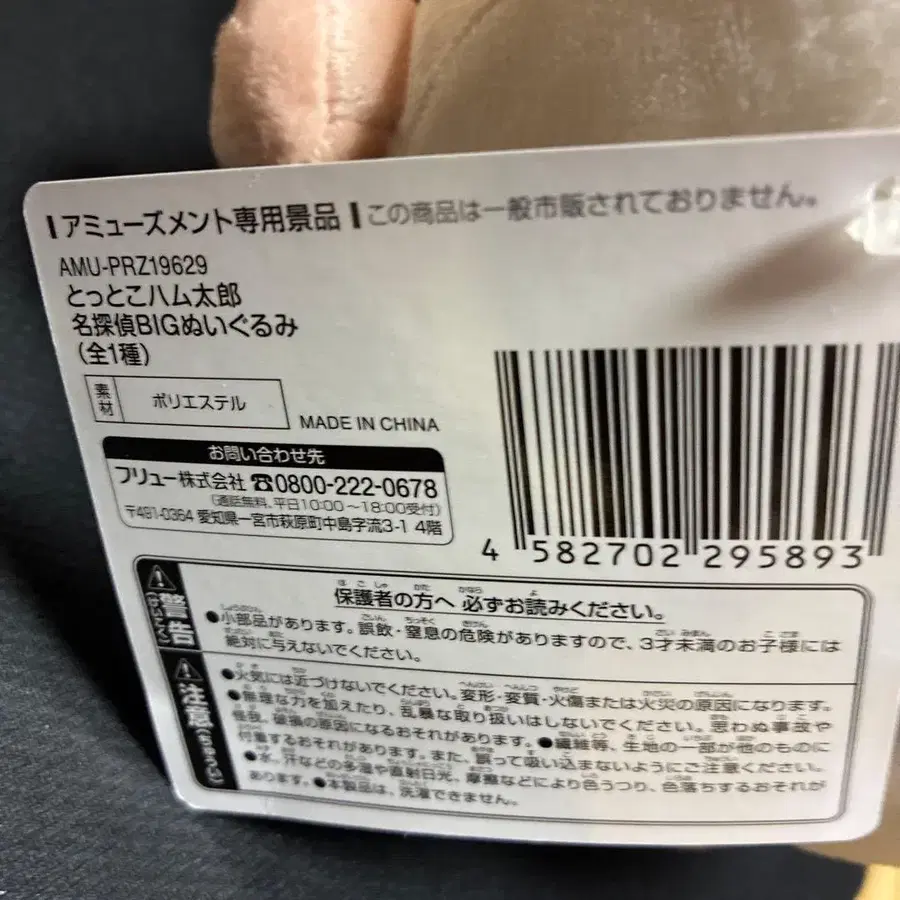 アミューズメント専用景品 この商品は一般市販されておりません。
AMU-PRZ19629
とっとこハム太郎
名探偵BIGぬいぐるみ
(全1種)
素材 ポリエステル
MADE IN CHINA
お問い合わせ先
フリュー株式会社 ☎0800-222-0678
(通話無料、平日10:00～18:00受付)
〒491-0364 愛知県一宮市萩原町中島字流3-1 4階
4 582702 295893
⚠警告(けいこく)
保護者の方へ 必ずお読みください。
●小部品があります。誤飲・窒息の危険がありますので、3才未満のお子様には
絶対に与えないでください。
⚠注意(ちゅうい)
●火気には近づけないでください。変形・変質・火傷または火災の原因になります。
●無理な力を加えたり、乱暴な取り扱いはしないでください。思わぬ事故や
怪我、破損の原因になるおそれがあります。●繊維等、生地の一部が他のものに
付着するおそれがあります。また、誤って吸い込まないようにご注意ください。
●水、汗などの多湿や直射日光、摩擦などにより色うつり、色落ちするおそれが
あります。●本製品は、洗濯できません。